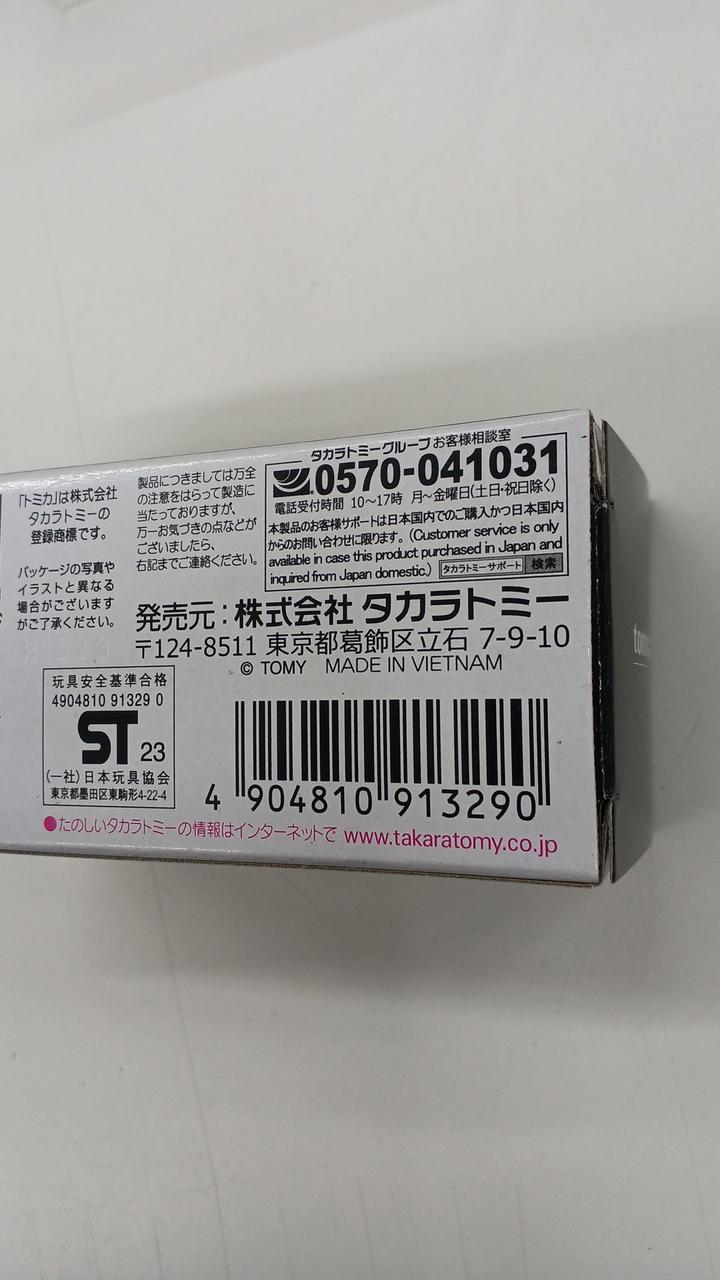 「トミカ」は株式会社
タカラトミーの
登録商標です。
パッケージの写真や
イラストと異なる
場合がございます
がご了承ください。
製品につきましては万全
の注意をはらって製造に
当たっておりますが、
万一お気づきの点などが
ございましたら、
右記までご連絡ください。
タカラトミーグループお客様相談室
0570-041031
電話受付時間 10〜17時 月〜金曜日(土日・祝日除く)
本製品のお客様サポートは日本国内でのご購入かつ日本国内
からのお問い合わせに限ります。(Customer service is only
available in case this product purchased in Japan and
inquired from Japan domestic.) タカラトミーサポート 検索
発売元:株式会社 タカラトミー
〒124-8511 東京都葛飾区立石 7-9-10
© TOMY MADE IN VIETNAM
玩具安全基準合格
4904810 91329 0
ST 23
(一社)日本玩具協会
東京都墨田区東駒形4-22-4
4 904810 913290
●たのしいタカラトミーの情報はインターネットで www.takaratomy.co.jp